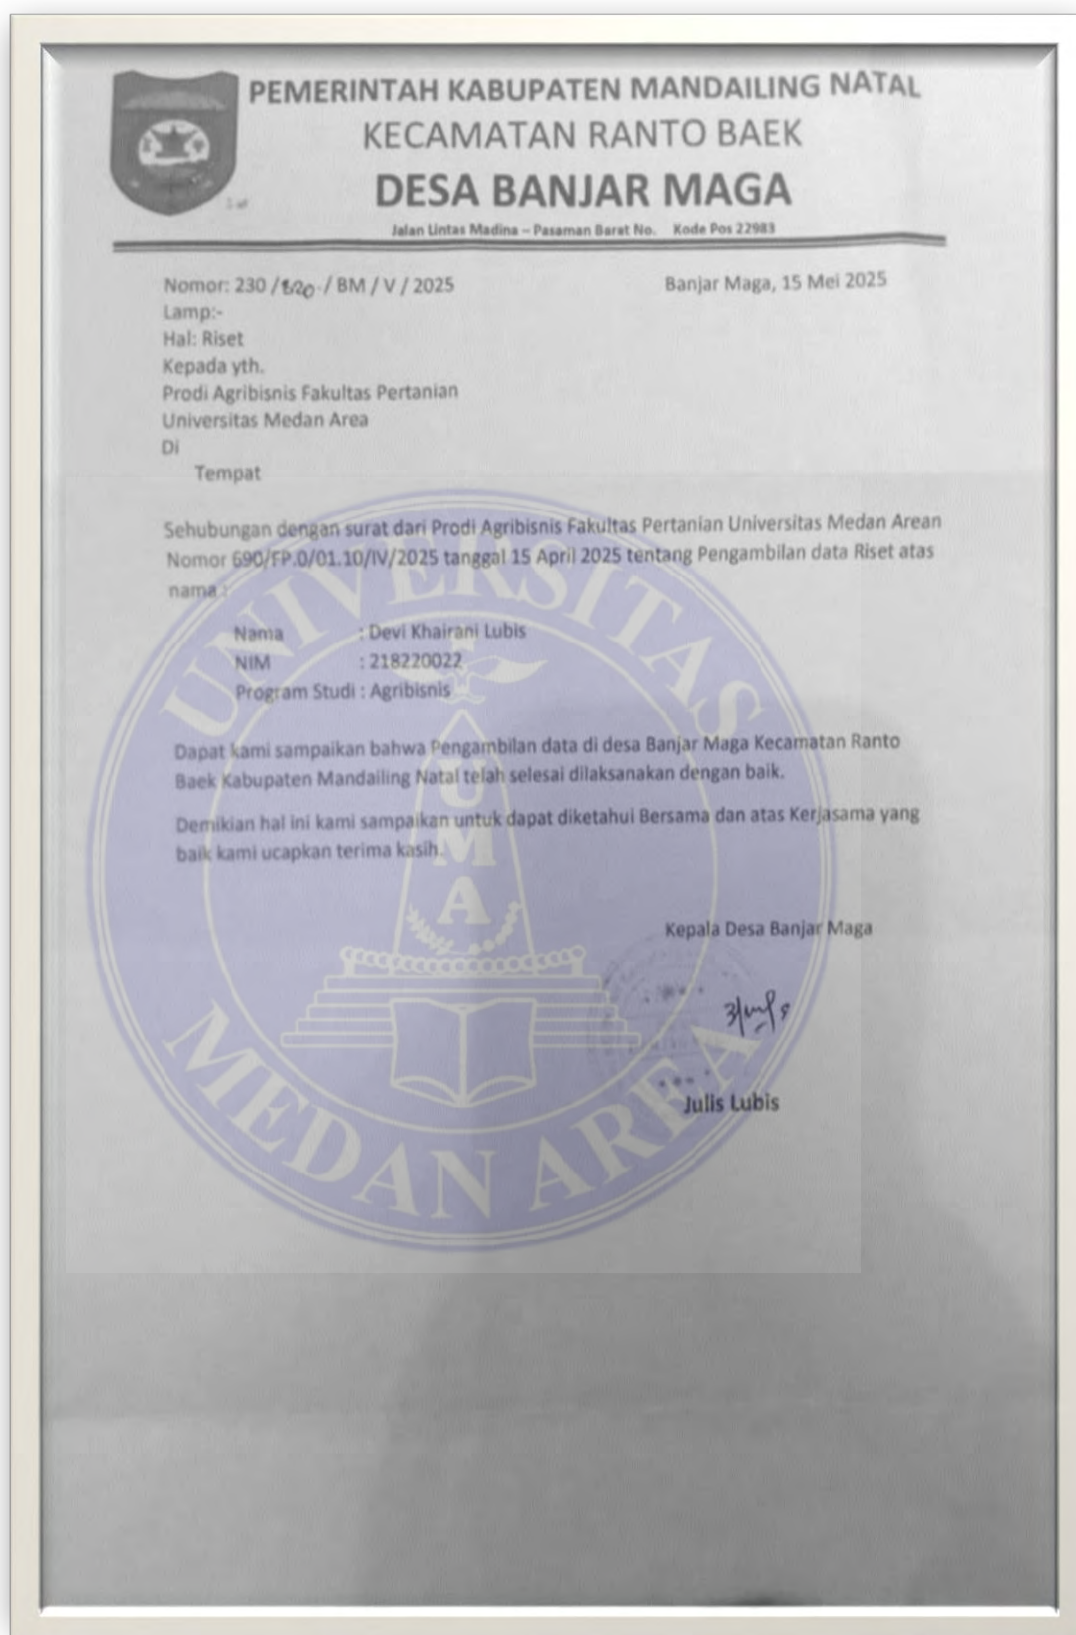 PEMERINTAH KABUPATEN MANDAILING NATAL
KECAMATAN RANTO BAEK
DESA BANJAR MAGA
Jalan Lintas Madina – Pasaman Barat No. Kode Pos 22983
Nomor: 230 / / BM / V / 2025
Banjar Maga, 15 Mei 2025
Lamp:-
Hal: Riset
Kepada yth.
Prodi Agribisnis Fakultas Pertanian
Universitas Medan Area
Di
Tempat
Sehubungan dengan surat dari Prodi Agribisnis Fakultas Pertanian Universitas Medan Arean
Nomor 690/FP.0/01.10/IV/2025 tanggal 15 April 2025 tentang Pengambilan data Riset atas
nama :
Nama : Devi Khairani Lubis
NIM : 218220022
Program Studi : Agribisnis
Dapat kami sampaikan bahwa Pengambilan data di desa Banjar Maga Kecamatan Ranto
Baek Kabupaten Mandailing Natal telah selesai dilaksanakan dengan baik.
Demikian hal ini kami sampaikan untuk dapat diketahui Bersama dan atas Kerjasama yang
baik kami ucapkan terima kasih.
Kepala Desa Banjar Maga
Julis Lubis
UNIVERSITAS
UMA
MEDAN AREA